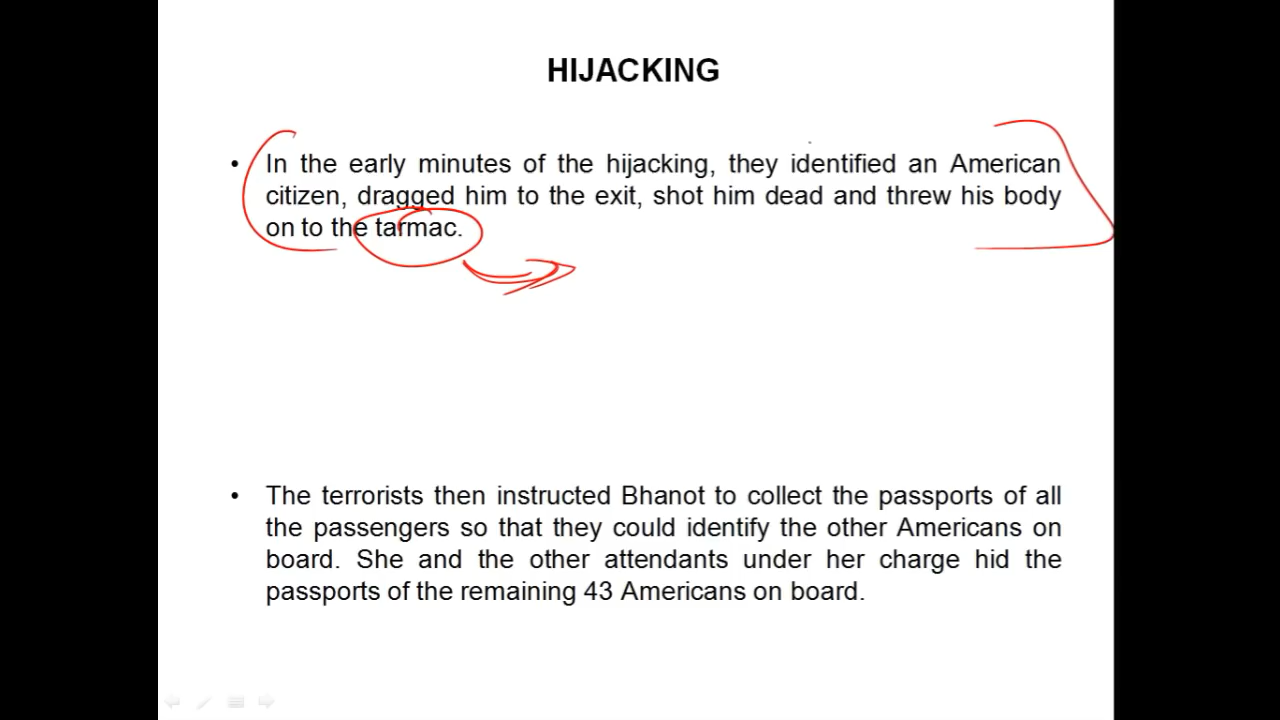 HIJACKING
• In the early minutes of the hijacking, they identified an American
citizen, dragged him to the exit, shot him dead and threw his body
on to the tarmac.
• The terrorists then instructed Bhanot to collect the passports of all
the passengers so that they could identify the other Americans on
board. She and the other attendants under her charge hid the
passports of the remaining 43 Americans on board.